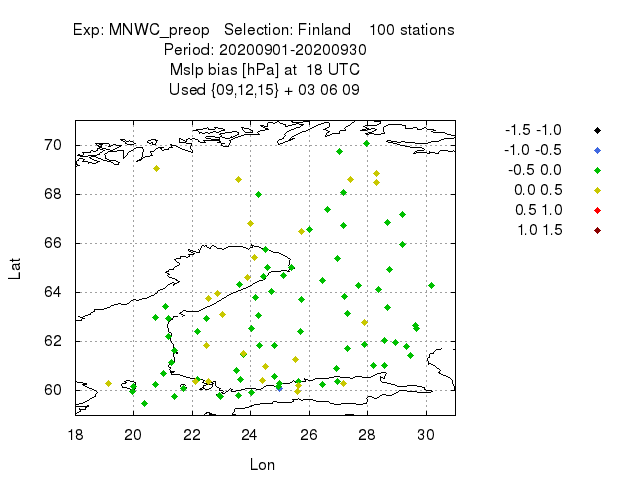 Exp: MNWC_preop   Selection: Finland    100 stations
Period: 20200901-20200930
Mslp bias [hPa] at  18 UTC
Used {09,12,15} + 03 06 09
-1.5 -1.0
-1.0 -0.5
-0.5 0.0
0.0 0.5
0.5 1.0
1.0 1.5
Lat
70
68
66
64
62
60
18 20 22 24 26 28 30
Lon